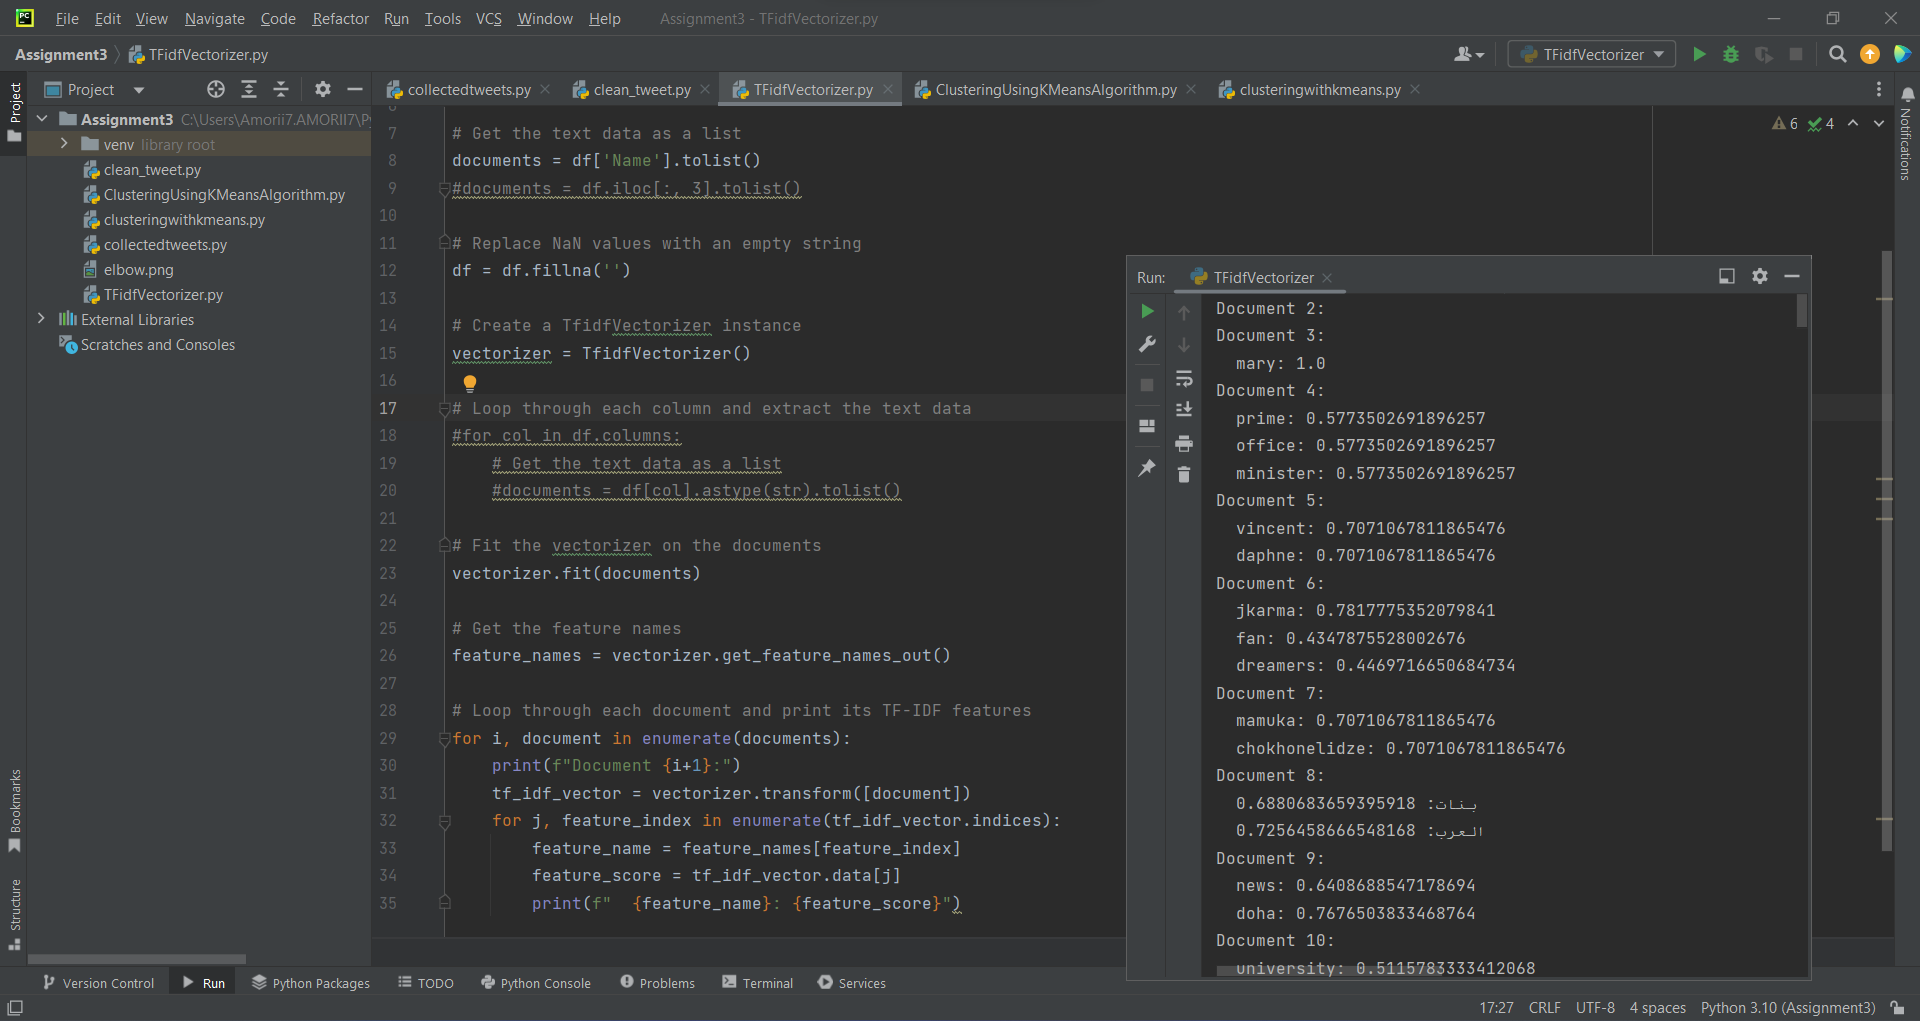 File Edit View Navigate Code Refactor Run Tools VCS Window Help Assignment3 - TFidfVectorizer.py
Assignment3 TFidfVectorizer.py TFidfVectorizer
Project
Project
collectedtweets.py clean_tweet.py TFidfVectorizer.py ClusteringUsingKMeansAlgorithm.py clusteringwithkmeans.py
Notifications
Assignment3 C:\Users\Amorii7.AMORII7\Py
venv library root
clean_tweet.py
ClusteringUsingKMeansAlgorithm.py
clusteringwithkmeans.py
collectedtweets.py
elbow.png
TFidfVectorizer.py
External Libraries
Scratches and Consoles
6 4
7 # Get the text data as a list
8 documents = df['Name'].tolist()
9 #documents = df.iloc[:, 3].tolist()
10
11 # Replace NaN values with an empty string
12 df = df.fillna('')
13
14 # Create a TfidfVectorizer instance
15 vectorizer = TfidfVectorizer()
16
17 # Loop through each column and extract the text data
18 #for col in df.columns:
19 # Get the text data as a list
20 #documents = df[col].astype(str).tolist()
21
22 # Fit the vectorizer on the documents
23 vectorizer.fit(documents)
24
25 # Get the feature names
26 feature_names = vectorizer.get_feature_names_out()
27
28 # Loop through each document and print its TF-IDF features
29 for i, document in enumerate(documents):
30 print(f"Document {i+1}:")
31 tf_idf_vector = vectorizer.transform([document])
32 for j, feature_index in enumerate(tf_idf_vector.indices):
33 feature_name = feature_names[feature_index]
34 feature_score = tf_idf_vector.data[j]
35 print(f"  {feature_name}: {feature_score}")
Run: TFidfVectorizer
Document 2:
Document 3:
mary: 1.0
Document 4:
prime: 0.5773502691896257
office: 0.5773502691896257
minister: 0.5773502691896257
Document 5:
vincent: 0.7071067811865476
daphne: 0.7071067811865476
Document 6:
jkarma: 0.7817775352079841
fan: 0.4347875528002676
dreamers: 0.4469716650684734
Document 7:
mamuka: 0.7071067811865476
chokhonelidze: 0.7071067811865476
Document 8:
بنات: 0.6880683659395918
العرب: 0.7256458666548168
Document 9:
news: 0.6408688547178694
doha: 0.7676503833468764
Document 10:
university: 0.5115783333412068
Bookmarks
Structure
Version Control Run Python Packages TODO Python Console Problems Terminal Services
17:27 CRLF UTF-8 4 spaces Python 3.10 (Assignment3)